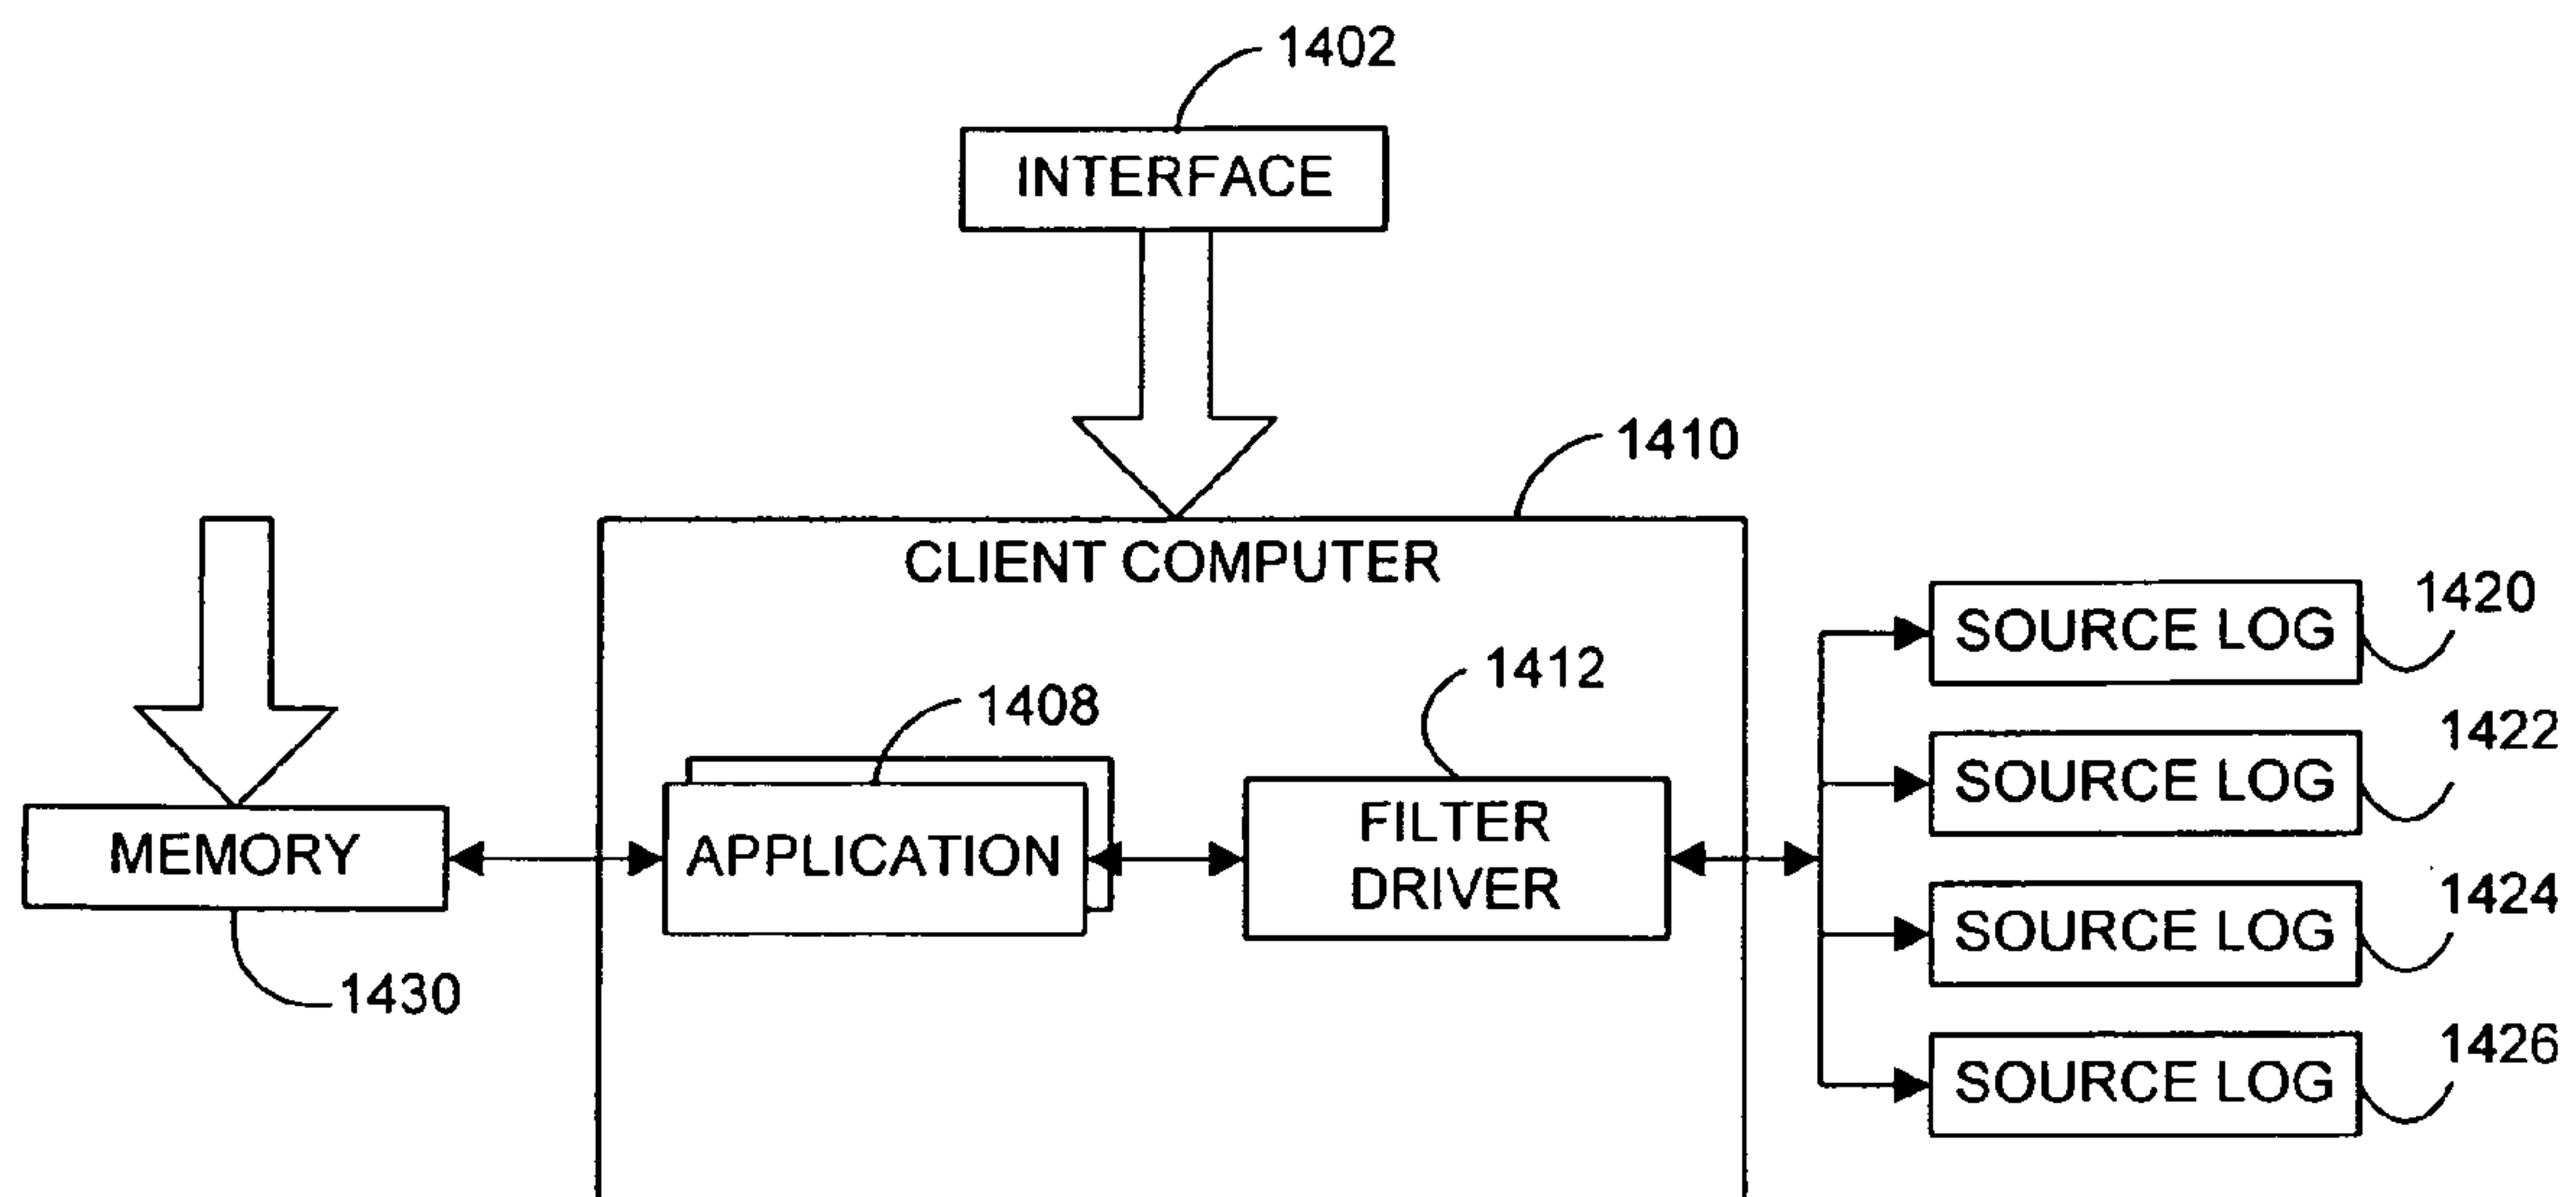 1402
INTERFACE
1410
CLIENT COMPUTER
1420
SOURCE LOG
1412
1408
1422
SOURCE LOG
FILTER
DRIVER
MEMORY
APPLICATION
1424
SOURCE LOG
1430
1426
SOURCE LOG